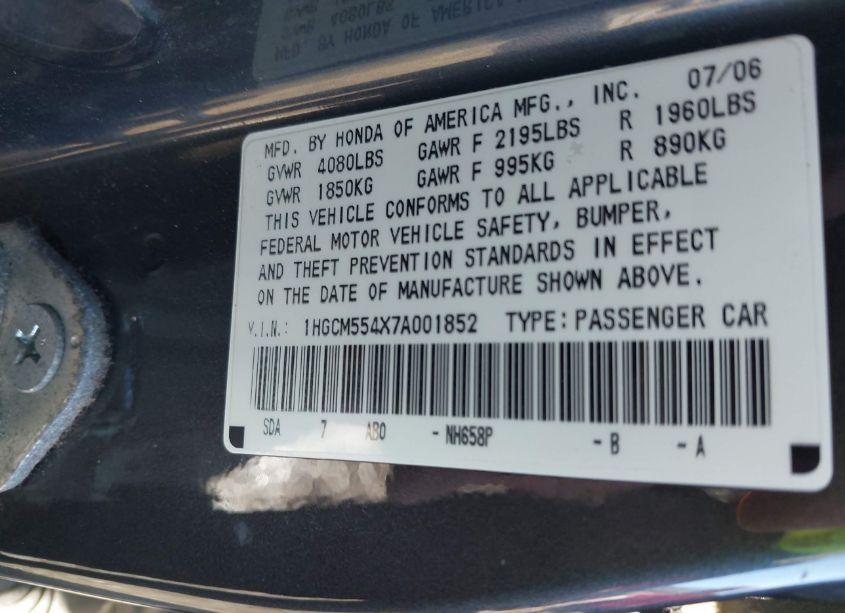 MFD. BY HONDA OF AMERICA MFG., INC. 07/06
GVWR 4080LBS GAWR F 2195LBS R 1960LBS
GVWR 1850KG GAWR F 995KG R 890KG
THIS VEHICLE CONFORMS TO ALL APPLICABLE
FEDERAL MOTOR VEHICLE SAFETY, BUMPER,
AND THEFT PREVENTION STANDARDS IN EFFECT
ON THE DATE OF MANUFACTURE SHOWN ABOVE.
V.I.N.: 1HGCM554X7A001852 TYPE: PASSENGER CAR
SDA 7 AB0 - NH658P - B - A